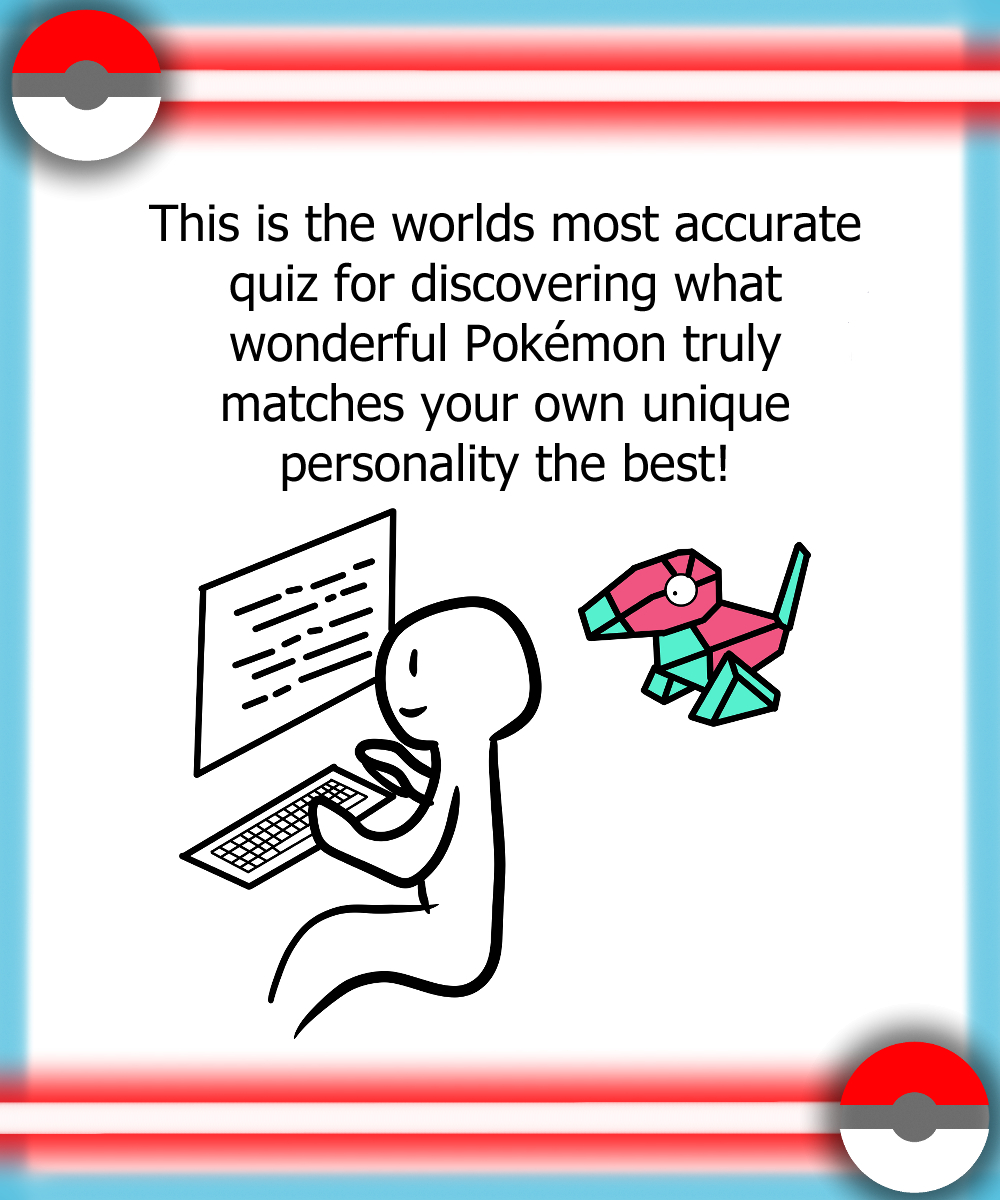 This is the worlds most accurate
quiz for discovering what
wonderful Pokémon truly
matches your own unique
personality the best!